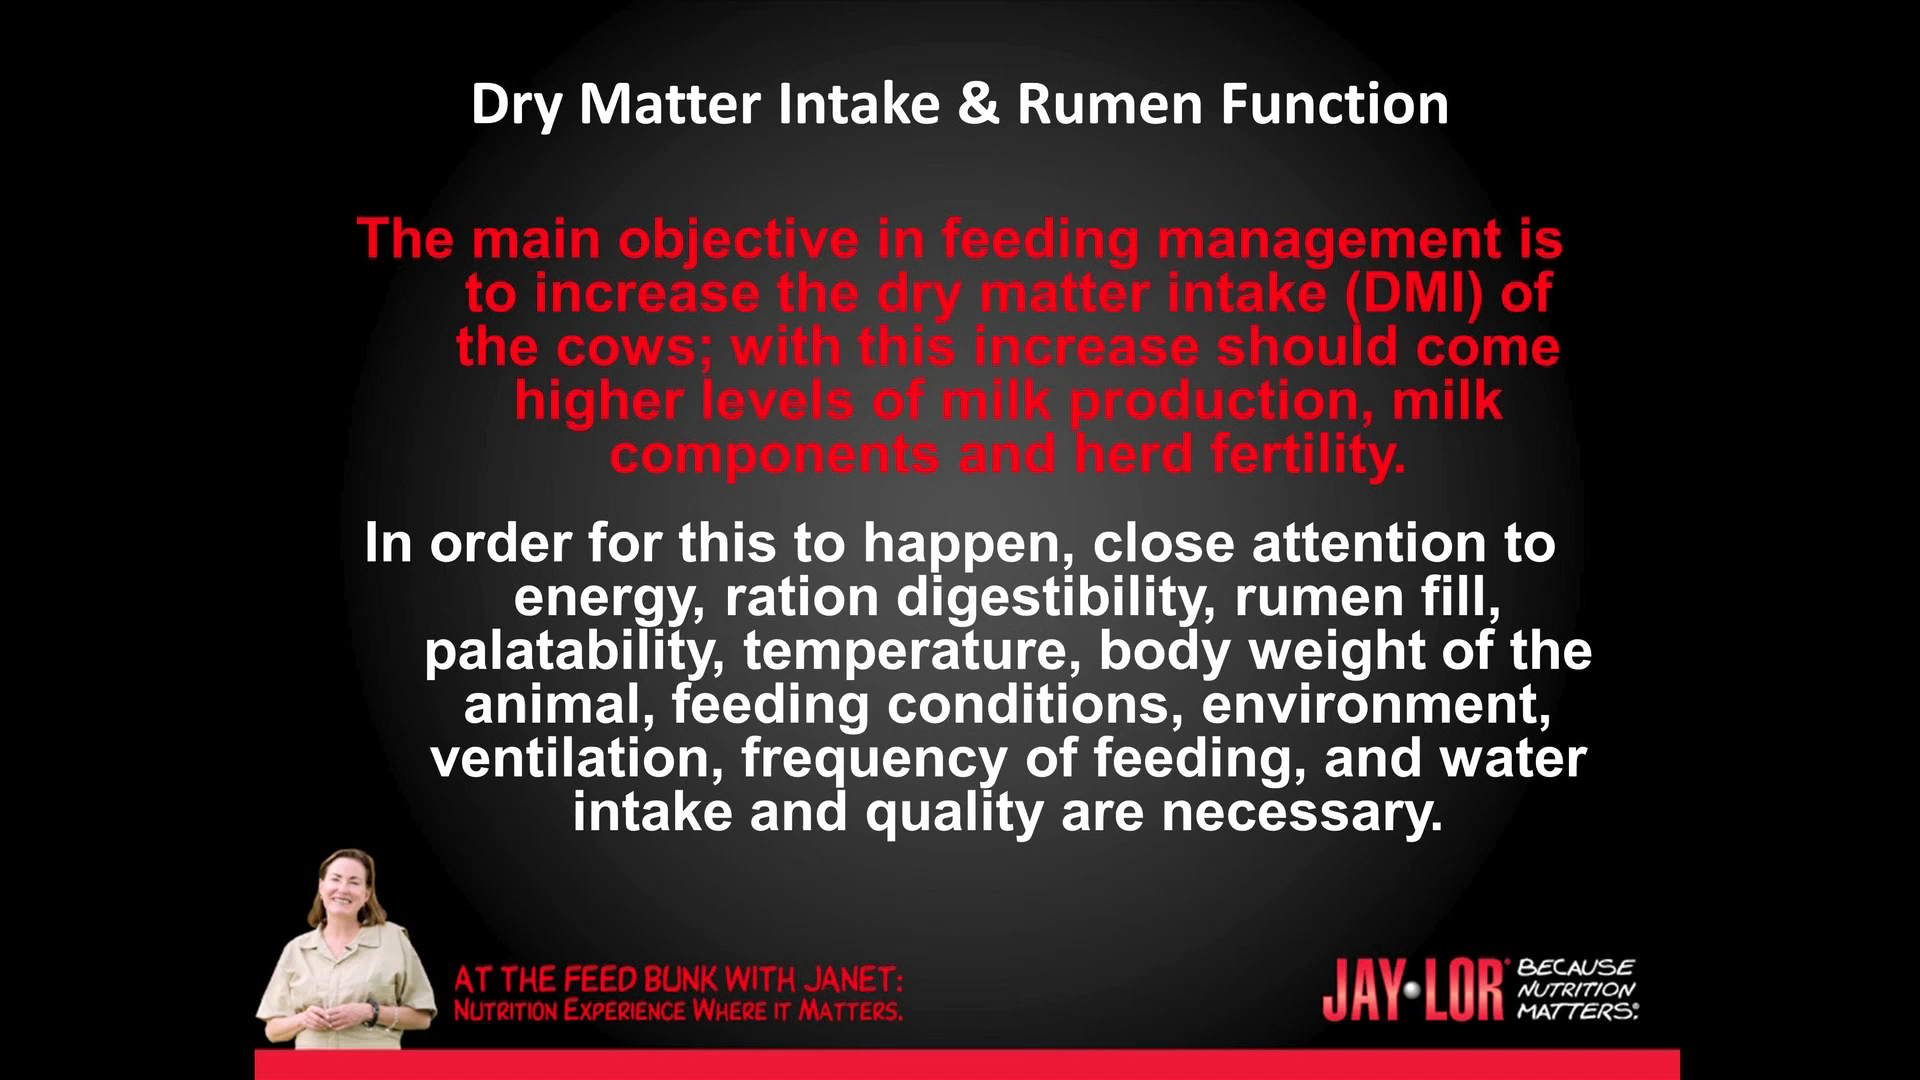 Dry Matter Intake & Rumen Function
The main objective in feeding management is
to increase the dry matter intake (DMI) of
the cows; with this increase should come
higher levels of milk production, milk
components and herd fertility.
In order for this to happen, close attention to
energy, ration digestibility, rumen fill,
palatability, temperature, body weight of the
animal, feeding conditions, environment,
ventilation, frequency of feeding, and water
intake and quality are necessary.
AT THE FEED BUNK WITH JANET:
NUTRITION EXPERIENCE WHERE IT MATTERS.
JAY•LOR®
BECAUSE
NUTRITION
MATTERS.®